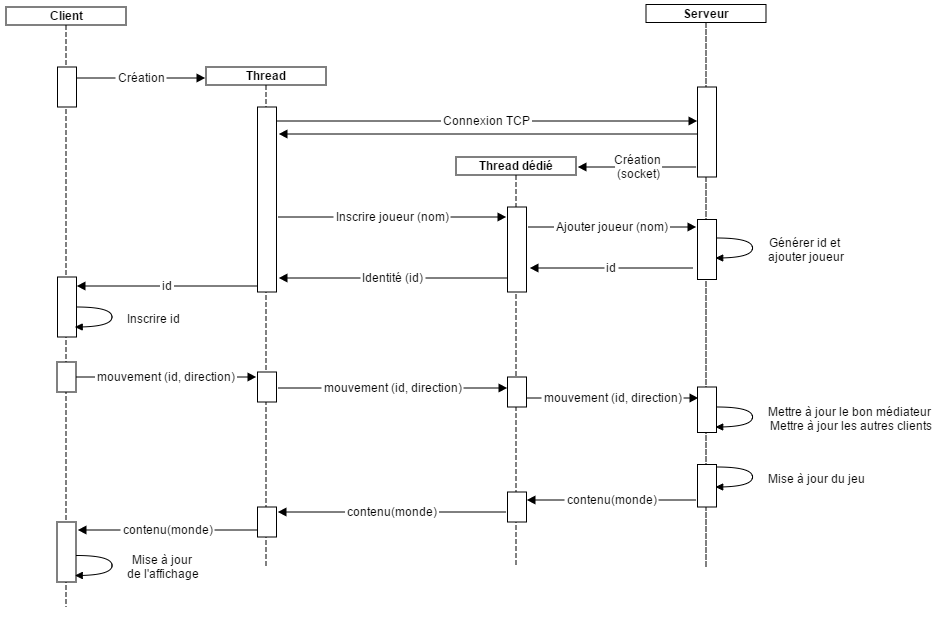 Client
Serveur
Création
Thread
Connexion TCP
Thread dédié
Création
(socket)
Inscrire joueur (nom)
Ajouter joueur (nom)
Générer id et
ajouter joueur
id
Identité (id)
id
Inscrire id
mouvement (id, direction)
mouvement (id, direction)
mouvement (id, direction)
Mettre à jour le bon médiateur
Mettre à jour les autres clients
Mise à jour du jeu
contenu(monde)
contenu(monde)
contenu(monde)
Mise à jour
de l'affichage